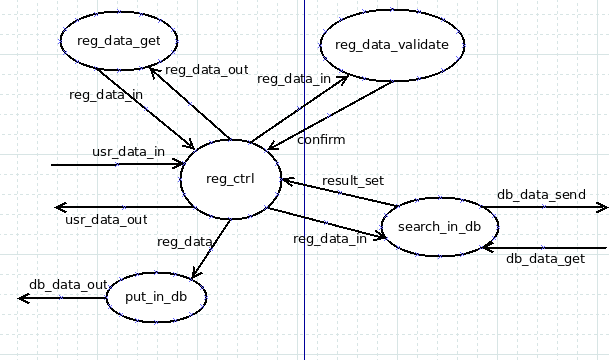 reg_data_get
reg_data_validate
reg_data_out
reg_data_in
reg_data_in
confirm
usr_data_in
reg_ctrl
result_set
db_data_send
usr_data_out
search_in_db
reg_data_in
reg_data
db_data_get
db_data_out
put_in_db